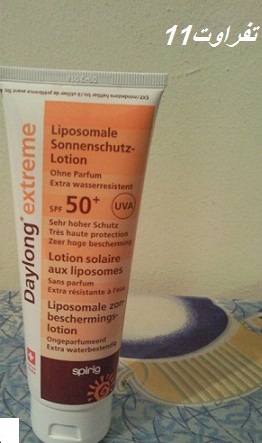 تفراوت11
Daylong® extreme
Liposomale
Sonnenschutz-
Lotion
Ohne Parfum
Extra wasserresistent
SPF 50+ UVA
Sehr hoher Schutz
Très haute protection
Zeer hoge bescherming
Lotion solaire
aux liposomes
Sans parfum
Extra résistante à l'eau
Liposomale zon-
beschermings-
lotion
Ongeparfumeerd
Extra waterbestendig
spirig